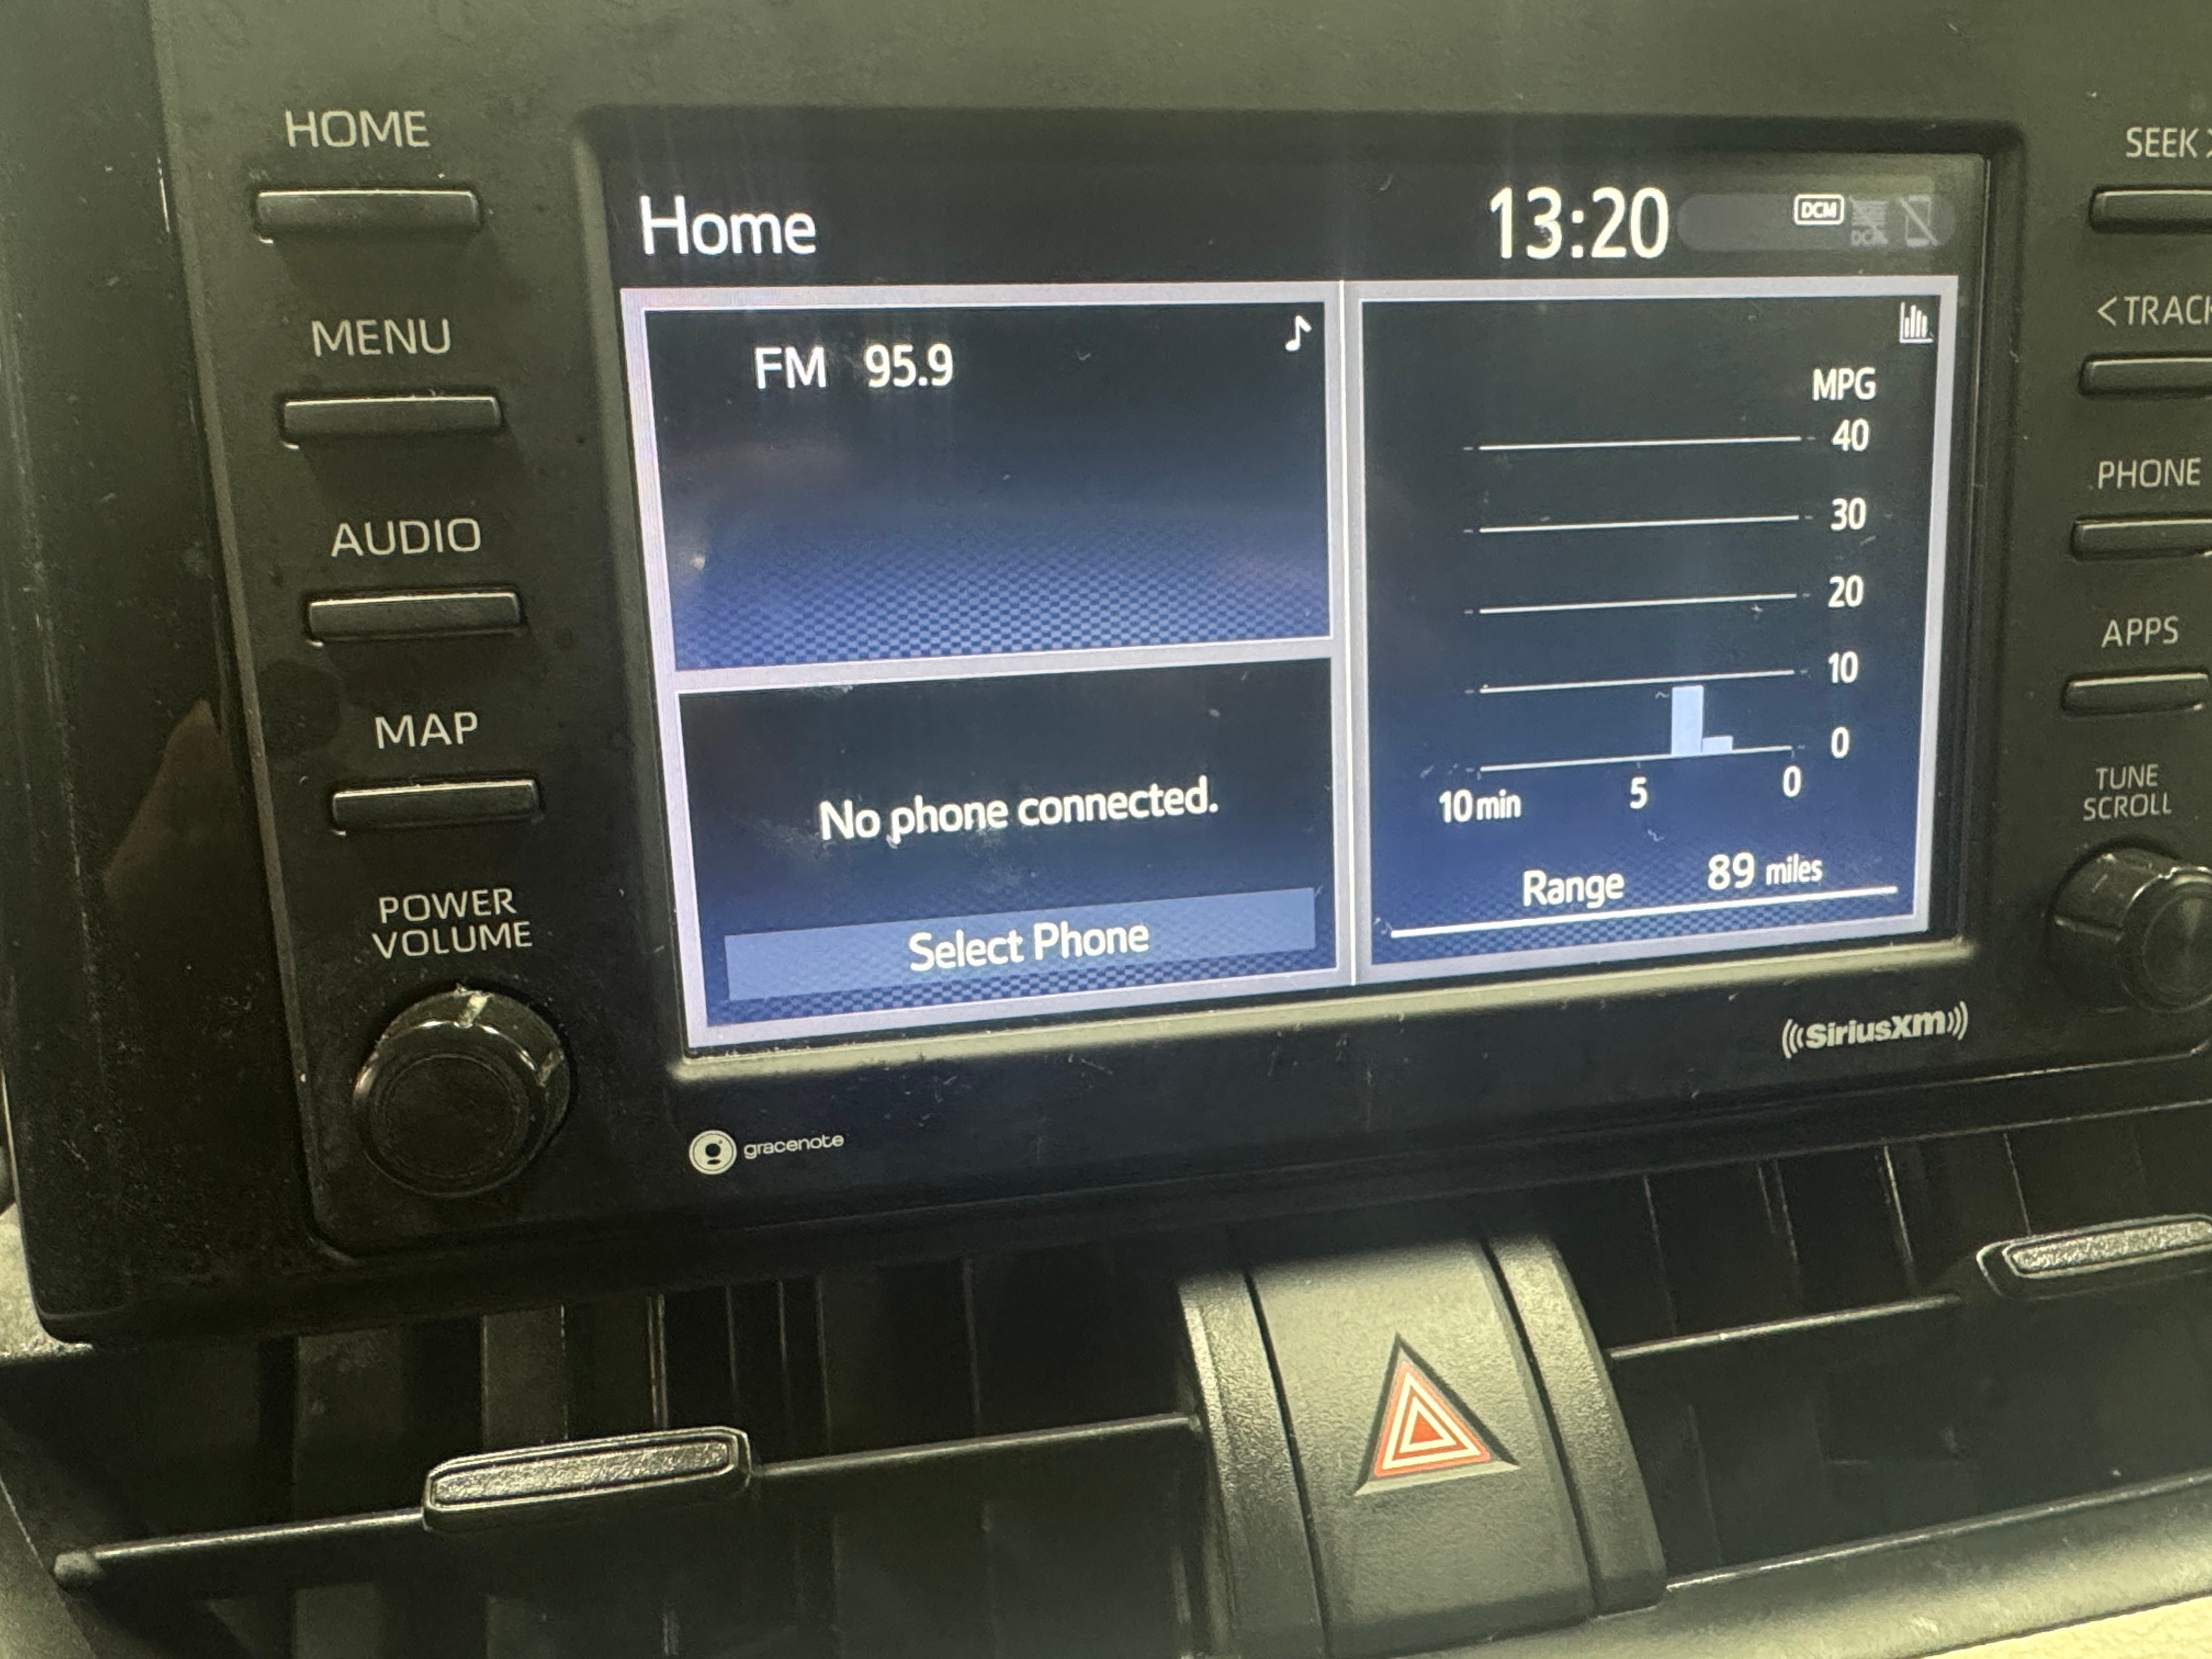 HOME
MENU
AUDIO
MAP
POWER
VOLUME
Home
13:20
DCM
FM 95.9
No phone connected.
Select Phone
MPG
40
30
20
10
0
10 min 5 0
Range 89 miles
gracenote
((SiriusXM))
SEEK >
< TRACK
PHONE
APPS
TUNE
SCROLL